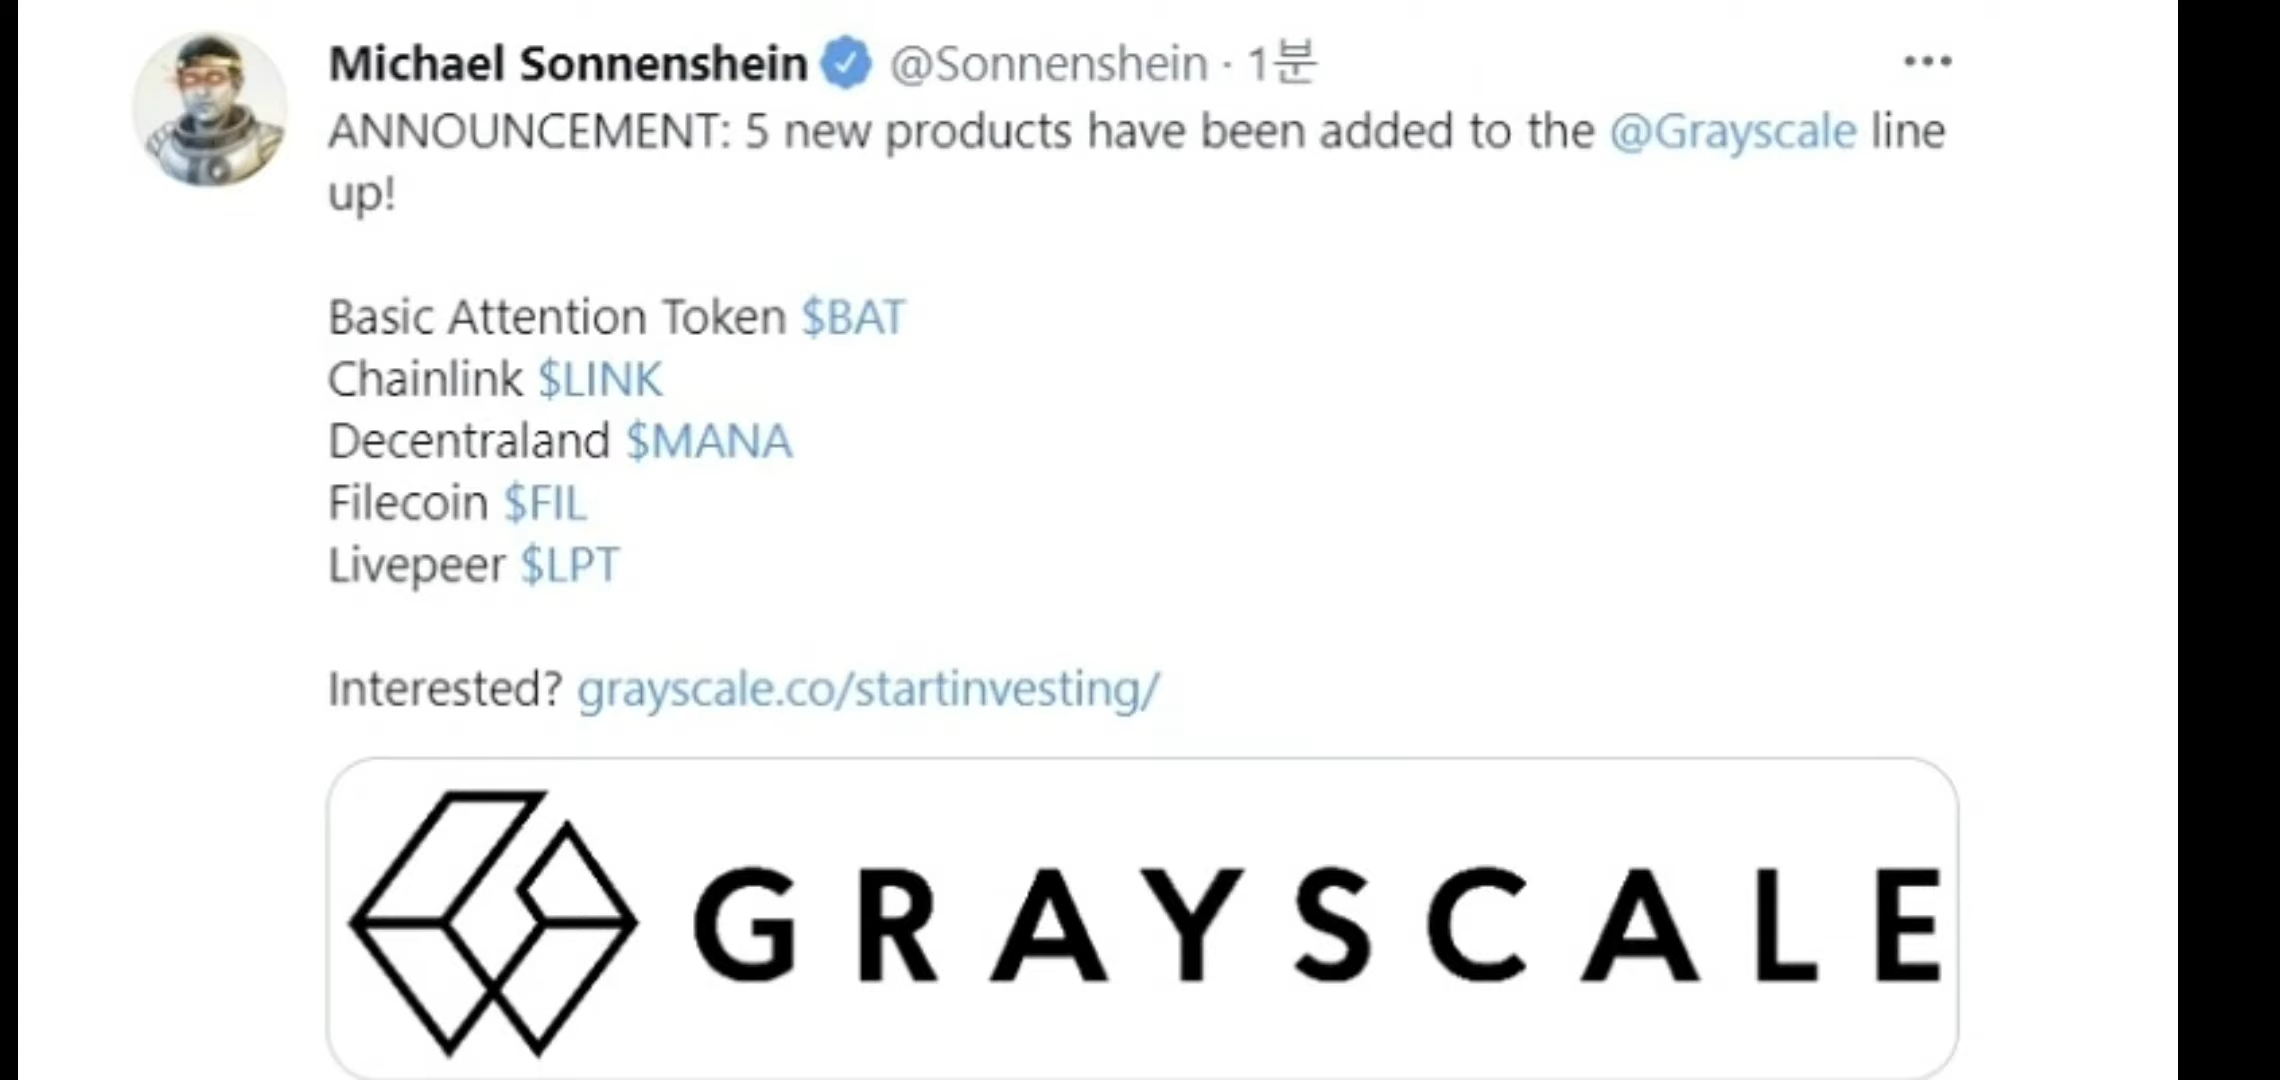 Michael Sonnenshein @Sonnenshein · 1분
ANNOUNCEMENT: 5 new products have been added to the @Grayscale line
up!
Basic Attention Token $BAT
Chainlink $LINK
Decentraland $MANA
Filecoin $FIL
Livepeer $LPT
Interested? grayscale.co/startinvesting/
GRAYSCALE